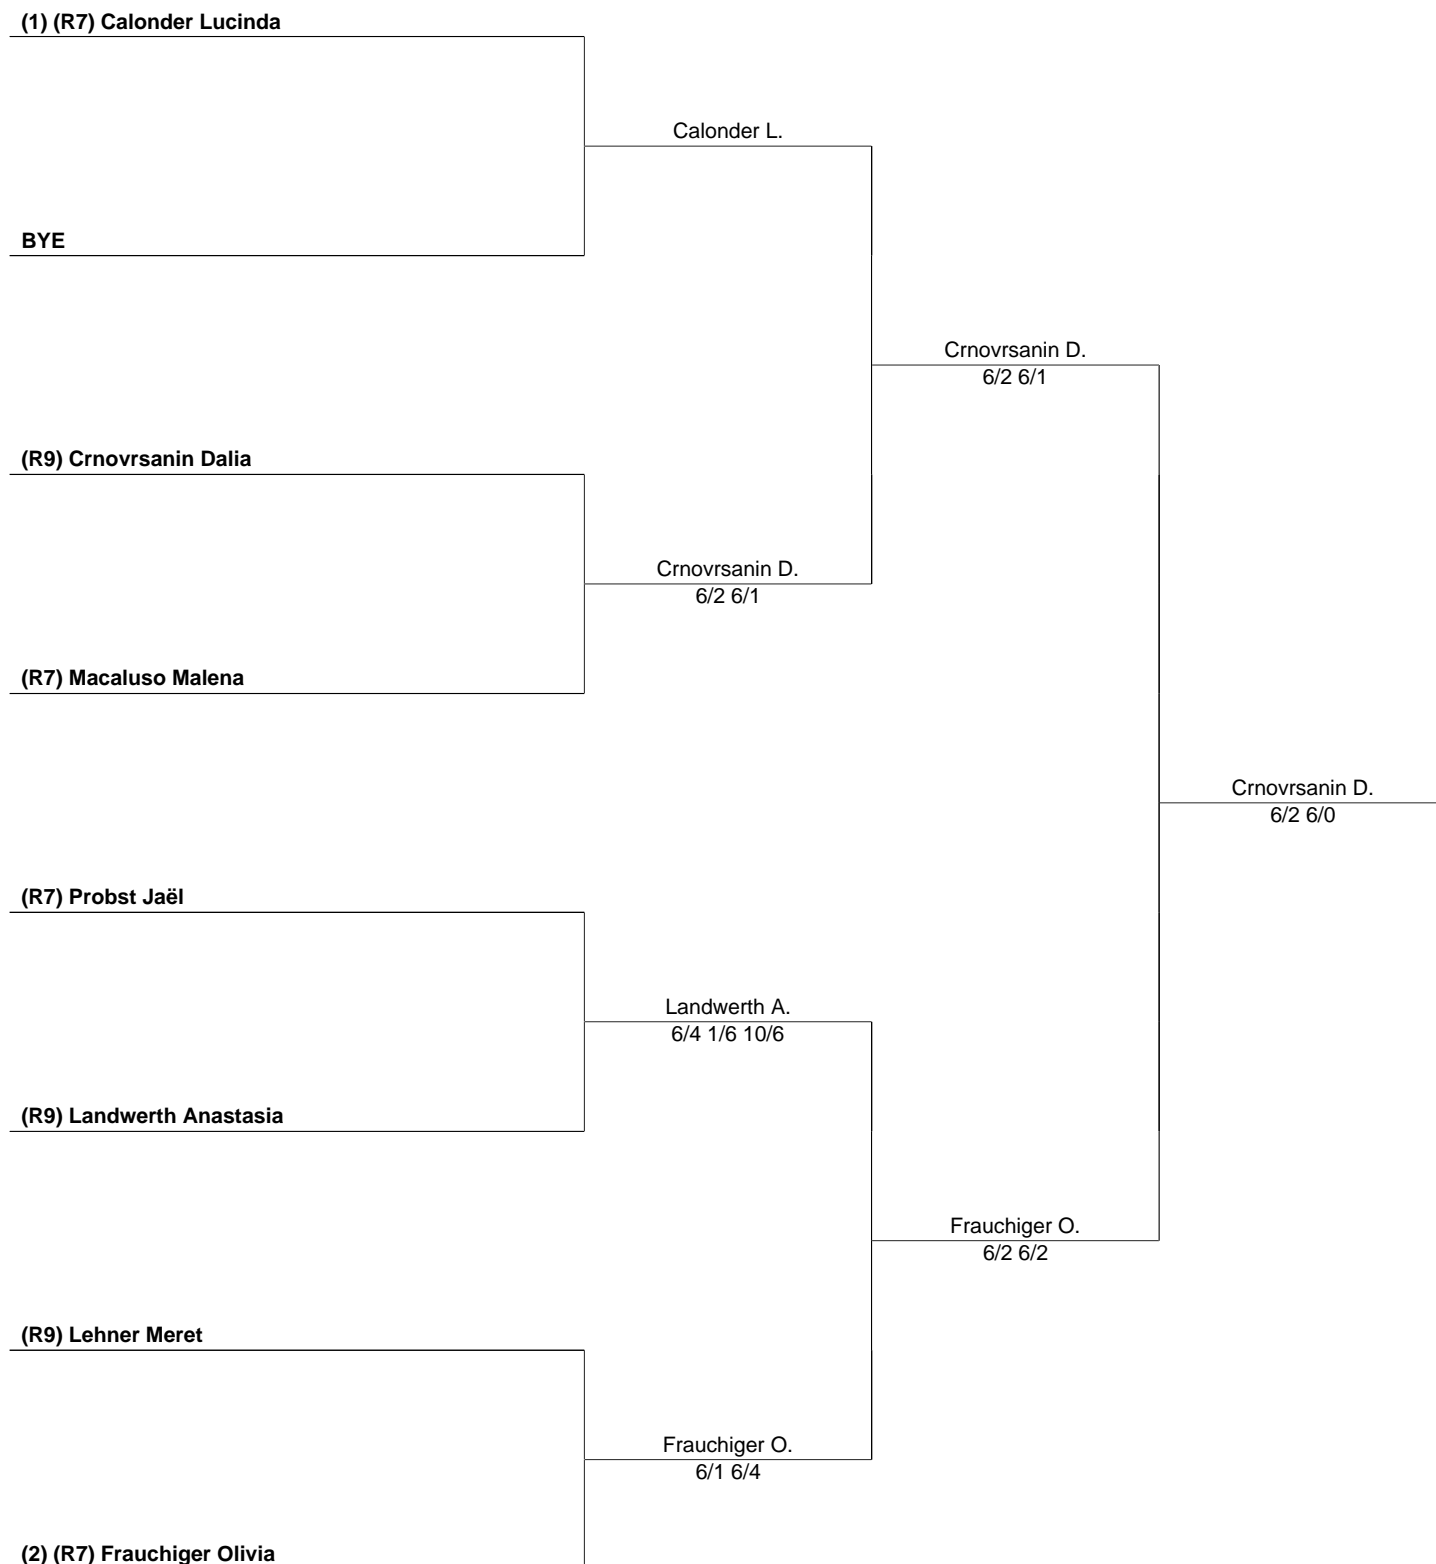 (1) (R7) Calonder Lucinda
Calonder L.
BYE
Crnovrsanin D.
6/2 6/1
(R9) Crnovrsanin Dalia
Crnovrsanin D.
6/2 6/1
(R7) Macaluso Malena
Crnovrsanin D.
6/2 6/0
(R7) Probst Jaël
Landwerth A.
6/4 1/6 10/6
(R9) Landwerth Anastasia
Frauchiger O.
6/2 6/2
(R9) Lehner Meret
Frauchiger O.
6/1 6/4
(2) (R7) Frauchiger Olivia